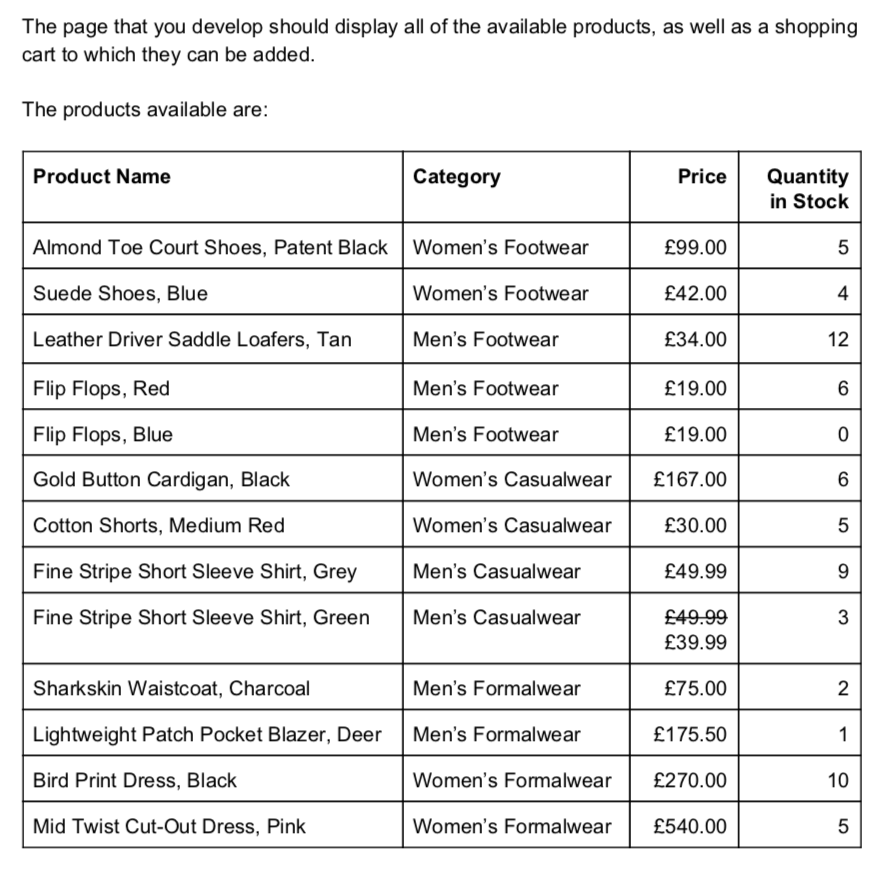 The page that you develop should display all of the available products, as well as a shopping
cart to which they can be added.
The products available are:
Product Name Category Price Quantity
in Stock
Almond Toe Court Shoes, Patent Black Women's Footwear £99.00 5
Suede Shoes, Blue Women's Footwear £42.00 4
Leather Driver Saddle Loafers, Tan Men's Footwear £34.00 12
Flip Flops, Red Men's Footwear £19.00 6
Flip Flops, Blue Men's Footwear £19.00 0
Gold Button Cardigan, Black Women's Casualwear £167.00 6
Cotton Shorts, Medium Red Women's Casualwear £30.00 5
Fine Stripe Short Sleeve Shirt, Grey Men's Casualwear £49.99 9
Fine Stripe Short Sleeve Shirt, Green Men's Casualwear £49.99 3
£39.99
Sharkskin Waistcoat, Charcoal Men's Formalwear £75.00 2
Lightweight Patch Pocket Blazer, Deer Men's Formalwear £175.50 1
Bird Print Dress, Black Women's Formalwear £270.00 10
Mid Twist Cut-Out Dress, Pink Women's Formalwear £540.00 5